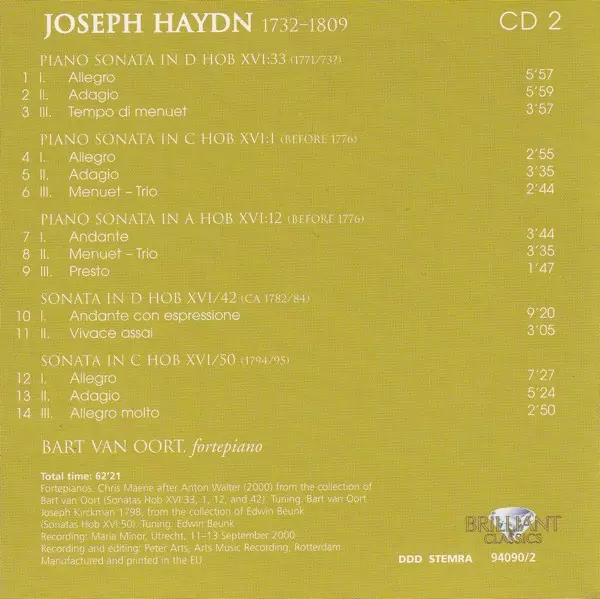 JOSEPH HAYDN 1732–1809 CD 2
PIANO SONATA IN D HOB XVI:33 (1771/73?)
1 I. Allegro 5'57
2 II. Adagio 5'59
3 III. Tempo di menuet 3'57
PIANO SONATA IN C HOB XVI:1 (BEFORE 1776)
4 I. Allegro 2'55
5 II. Adagio 3'35
6 III. Menuet – Trio 2'44
PIANO SONATA IN A HOB XVI:12 (BEFORE 1776)
7 I. Andante 3'44
8 II. Menuet – Trio 3'35
9 III. Presto 1'47
SONATA IN D HOB XVI/42 (CA 1782/84)
10 I. Andante con espressione 9'20
11 II. Vivace assai 3'05
SONATA IN C HOB XVI/50 (1794/95)
12 I. Allegro 7'27
13 II. Adagio 5'24
14 III. Allegro molto 2'50
BART VAN OORT, fortepiano
Total time: 62'21
Fortepianos. Chris Maene after Anton Walter (2000) from the collection of
Bart van Oort (Sonatas Hob XVI:33, 1, 12, and 42). Tuning. Bart van Oort
Joseph Kirckman 1798, from the collection of Edwin Beunk
(Sonatas Hob XVI:50). Tuning. Edwin Beunk
Recording: Maria Minor, Utrecht, 11–13 September 2000
Recording and editing: Peter Arts, Arts Music Recording, Rotterdam
Manufactured and printed in the EU
BRILLIANT
CLASSICS
DDD STEMRA 94090/2